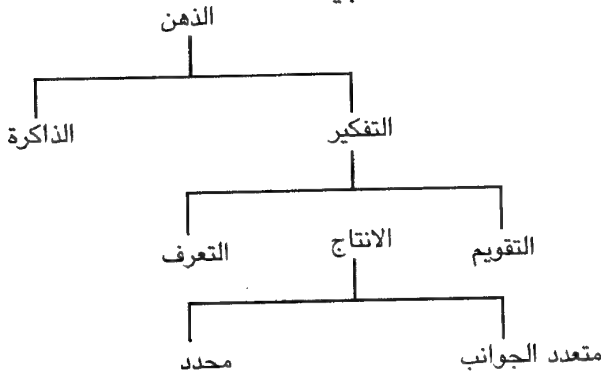 الذهن
التفكير
الذاكرة
التقويم
الانتاج
التعرف
متعدد الجوانب
محدد